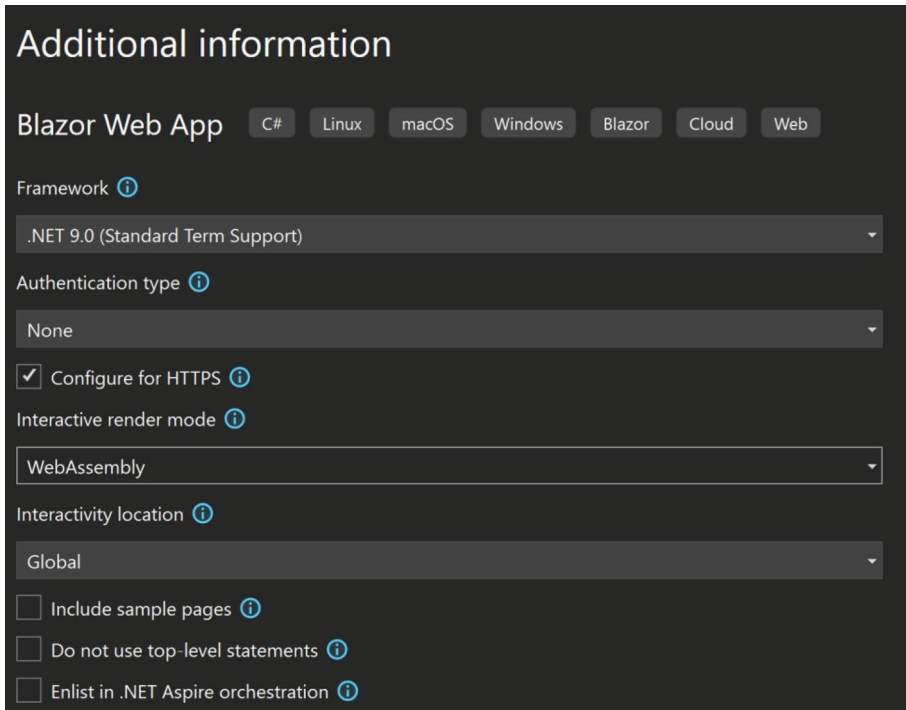 Additional information
Blazor Web App C# Linux macOS Windows Blazor Cloud Web
Framework
.NET 9.0 (Standard Term Support)
Authentication type
None
Configure for HTTPS
Interactive render mode
WebAssembly
Interactivity location
Global
Include sample pages
Do not use top-level statements
Enlist in .NET Aspire orchestration